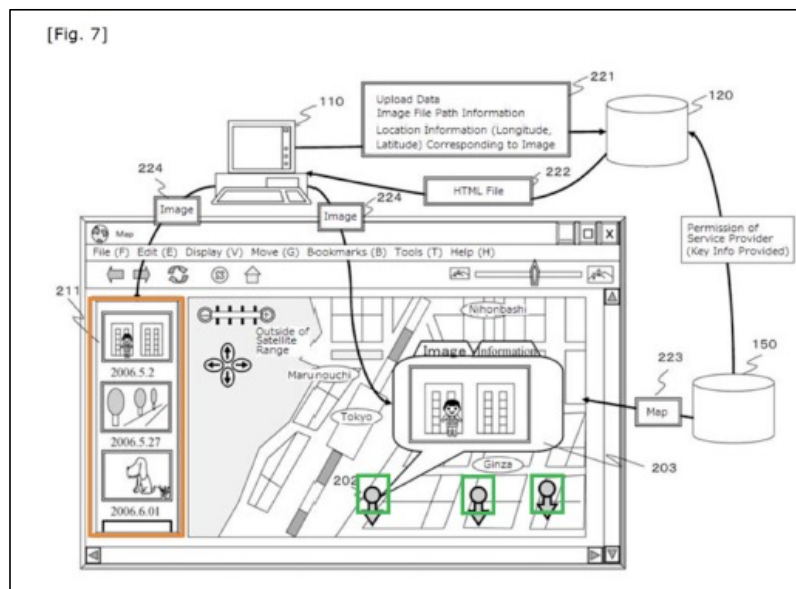 [Fig. 7]
110
221
Upload Data
Image File Path Information
Location Information (Longitude,
Latitude) Corresponding to Image
120
224
222
HTML File
Image
224
Image
Map
X
File (F) Edit (E) Display (V) Move (G) Bookmarks (B) Tools (T) Help (H)
Permission of
Service Provider
(Key Info Provided)
211
Outside of
Satellite
Range
Nihonbashi
Image
Information
Marunouchi
Tokyo
2006.5.2
2006.5.27
2006.6.01
150
223
Map
Ginza
203
202